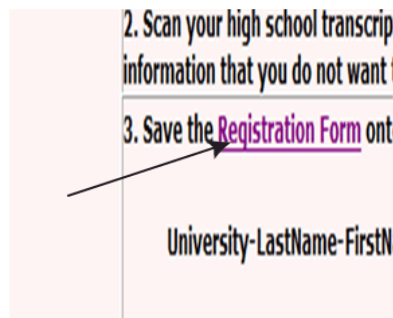 2. Scan your high school transcrip
information that you do not want
3. Save the Registration Form ont
University-LastName-FirstN